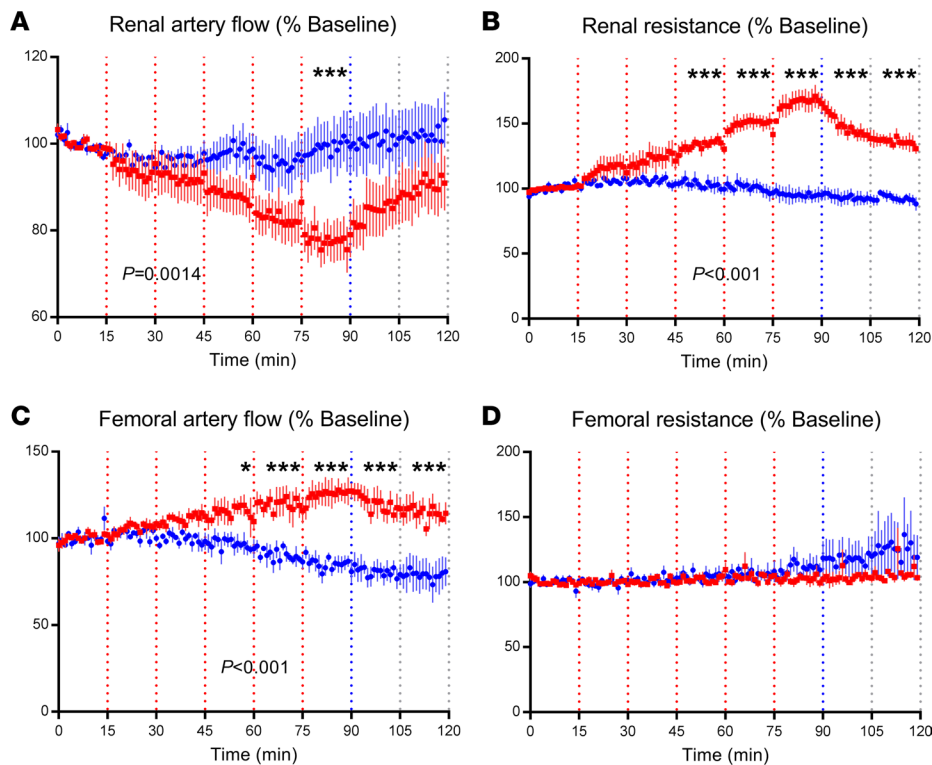 A
Renal artery flow (% Baseline)
120
100
80
60
***
P=0.0014
0 15 30 45 60 75 90 105 120
Time (min)
B
Renal resistance (% Baseline)
200
150
100
50
0
*** *** *** *** ***
P<0.001
0 15 30 45 60 75 90 105 120
Time (min)
C
Femoral artery flow (% Baseline)
150
100
50
0
* *** *** *** ***
P<0.001
0 15 30 45 60 75 90 105 120
Time (min)
D
Femoral resistance (% Baseline)
200
150
100
50
0
0 15 30 45 60 75 90 105 120
Time (min)